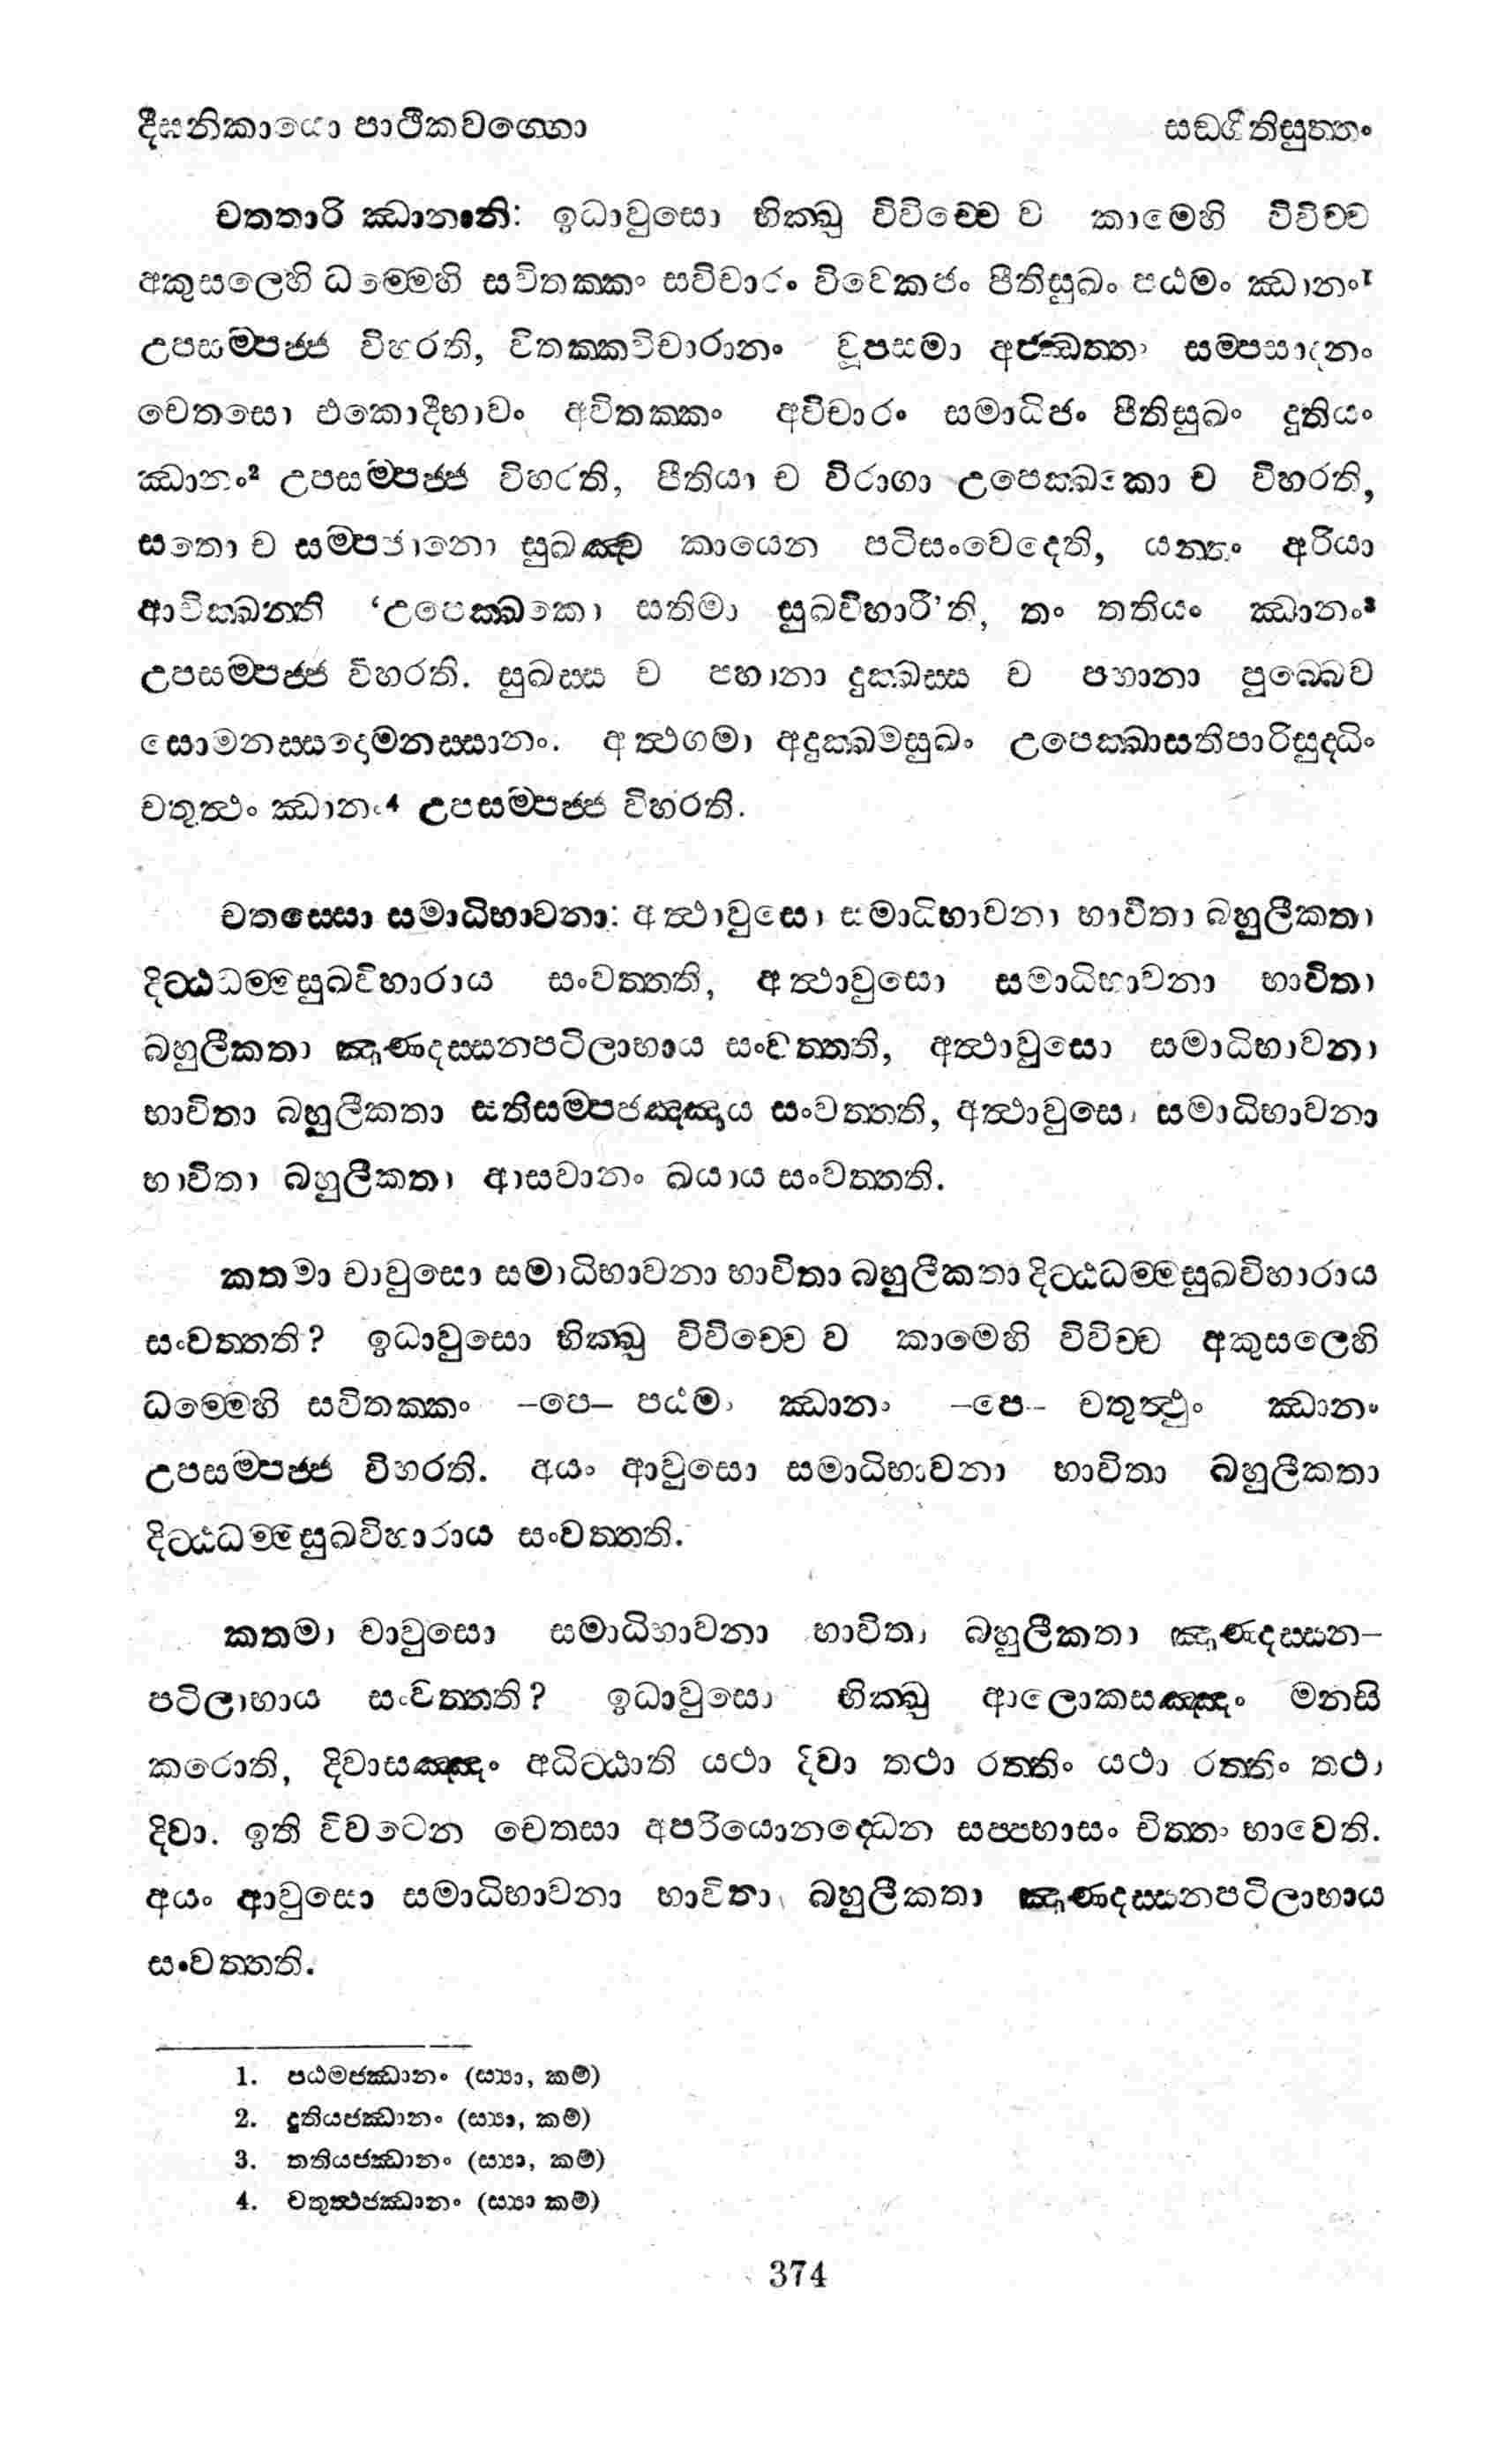 දීඝනිකායො පාථිකවග්ගො සඞ්ගීතිසුත්තං
චත්තාරි ඣානානි: ඉධාවුසො භික්ඛු විවිච්චෙව කාමෙහි විවිච්ච
අකුසලෙහි ධම්මෙහි සවිතක්කං සවිචාරං විවෙකජං පීතිසුඛං පඨමං ඣානං¹
උපසම්පජ්ජ විහරති, විතක්කවිචාරානං වූපසමා අජ්ඣත්තං සම්පසාදනං
චෙතසො එකොදිභාවං අවිතක්කං අවිචාරං සමාධිජං පීතිසුඛං දුතියං
ඣානං² උපසම්පජ්ජ විහරති, පීතියා ච විරාගා උපෙක්ඛකො ච විහරති,
සතො ච සම්පජානො සුඛඤ්ච කායෙන පටිසංවෙදෙති, යන්තං අරියා
ආචික්ඛන්ති ‘උපෙක්ඛකො සතිමා සුඛවිහාරී’ති, තං තතියං ඣානං³
උපසම්පජ්ජ විහරති. සුඛස්ස ච පහානා දුක්ඛස්ස ච පහානා පුබ්බෙව
සොමනස්සදොමනස්සානං. අත්ථගමා අදුක්ඛමසුඛං උපෙක්ඛාසතිපාරිසුද්ධිං
චතුත්ථං ඣානං⁴ උපසම්පජ්ජ විහරති.
චතස්සො සමාධිභාවනා: අත්ථාවුසො සමාධිභාවනා භාවිතා බහුලීකතා
දිට්ඨධම්මසුඛවිහාරාය සංවත්තති, අත්ථාවුසො සමාධිභාවනා භාවිතා
බහුලීකතා ඤාණදස්සනපටිලාභාය සංවත්තති, අත්ථාවුසො සමාධිභාවනා
භාවිතා බහුලීකතා සතිසම්පජඤ්ඤාය සංවත්තති, අත්ථාවුසො සමාධිභාවනා
භාවිතා බහුලීකතා ආසවානං ඛයාය සංවත්තති.
කතමා චාවුසො සමාධිභාවනා භාවිතා බහුලීකතා දිට්ඨධම්මසුඛවිහාරාය
සංවත්තති? ඉධාවුසො භික්ඛු විවිච්චෙව කාමෙහි විවිච්ච අකුසලෙහි
ධම්මෙහි සවිතක්කං –පෙ– පඨමං ඣානං –පෙ– චතුත්ථං ඣානං
උපසම්පජ්ජ විහරති. අයං ආවුසො සමාධිභාවනා භාවිතා බහුලීකතා
දිට්ඨධම්මසුඛවිහාරාය සංවත්තති.
කතමා චාවුසො සමාධිභාවනා භාවිතා බහුලීකතා ඤාණදස්සන–
පටිලාභාය සංවත්තති? ඉධාවුසො භික්ඛු ආලොකසඤ්ඤං මනසි
කරොති, දිවාසඤ්ඤං අධිට්ඨාති යථා දිවා තථා රත්තිං යථා රත්තිං තථා
දිවා. ඉති විවටෙන චෙතසා අපරියොනද්ධෙන සප්පභාසං චිත්තං භාවෙති.
අයං ආවුසො සමාධිභාවනා භාවිතා බහුලීකතා ඤාණදස්සනපටිලාභාය
සංවත්තති.
1. පඨමජ්ඣානං (ස්‍යා, කම්)
2. දුතියජ්ඣානං (ස්‍යා, කම්)
3. තතියජ්ඣානං (ස්‍යා, කම්)
4. චතුත්ථජ්ඣානං (ස්‍යා කම්)
374